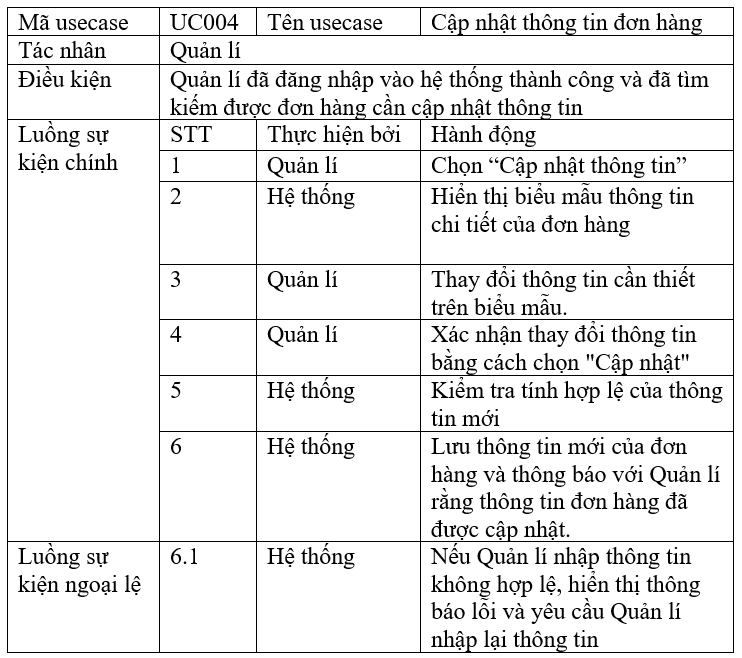 Mã usecase UC004 Tên usecase Cập nhật thông tin đơn hàng
Tác nhân Quản lí
Điều kiện Quản lí đã đăng nhập vào hệ thống thành công và đã tìm
kiếm được đơn hàng cần cập nhật thông tin
Luồng sự STT Thực hiện bởi Hành động
kiện chính 1 Quản lí Chọn “Cập nhật thông tin”
2 Hệ thống Hiển thị biểu mẫu thông tin
chi tiết của đơn hàng
3 Quản lí Thay đổi thông tin cần thiết
trên biểu mẫu.
4 Quản lí Xác nhận thay đổi thông tin
bằng cách chọn "Cập nhật"
5 Hệ thống Kiểm tra tính hợp lệ của thông
tin mới
6 Hệ thống Lưu thông tin mới của đơn
hàng và thông báo với Quản lí
rằng thông tin đơn hàng đã
được cập nhật.
Luồng sự 6.1 Hệ thống Nếu Quản lí nhập thông tin
kiện ngoại lệ không hợp lệ, hiển thị thông
báo lỗi và yêu cầu Quản lí
nhập lại thông tin